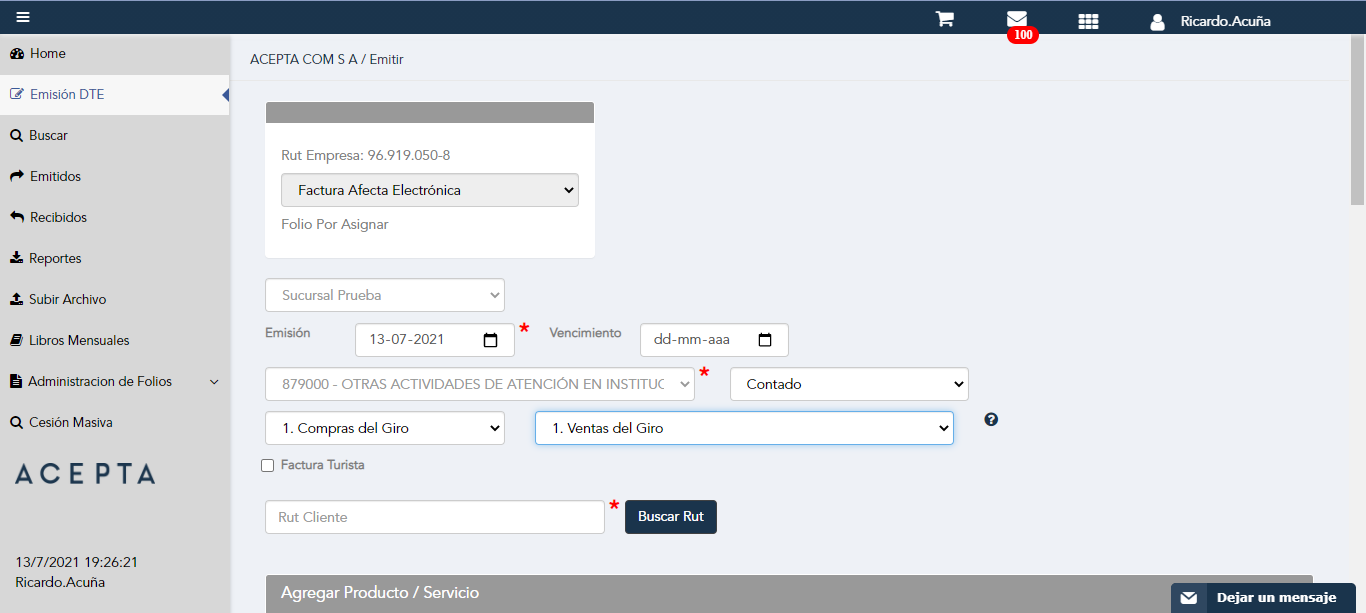 100
Ricardo.Acuña
Home
Emisión DTE
Buscar
Emitidos
Recibidos
Reportes
Subir Archivo
Libros Mensuales
Administracion de Folios
Cesión Masiva
ACEPTA
13/7/2021 19:26:21
Ricardo.Acuña
ACEPTA COM S A / Emitir
Rut Empresa: 96.919.050-8
Factura Afecta Electrónica
Folio Por Asignar
Sucursal Prueba
Emisión 13-07-2021 * Vencimiento dd-mm-aaa
879000 - OTRAS ACTIVIDADES DE ATENCIÓN EN INSTITUC * Contado
1. Compras del Giro 1. Ventas del Giro ?
Factura Turista
Rut Cliente * Buscar Rut
Agregar Producto / Servicio
Dejar un mensaje